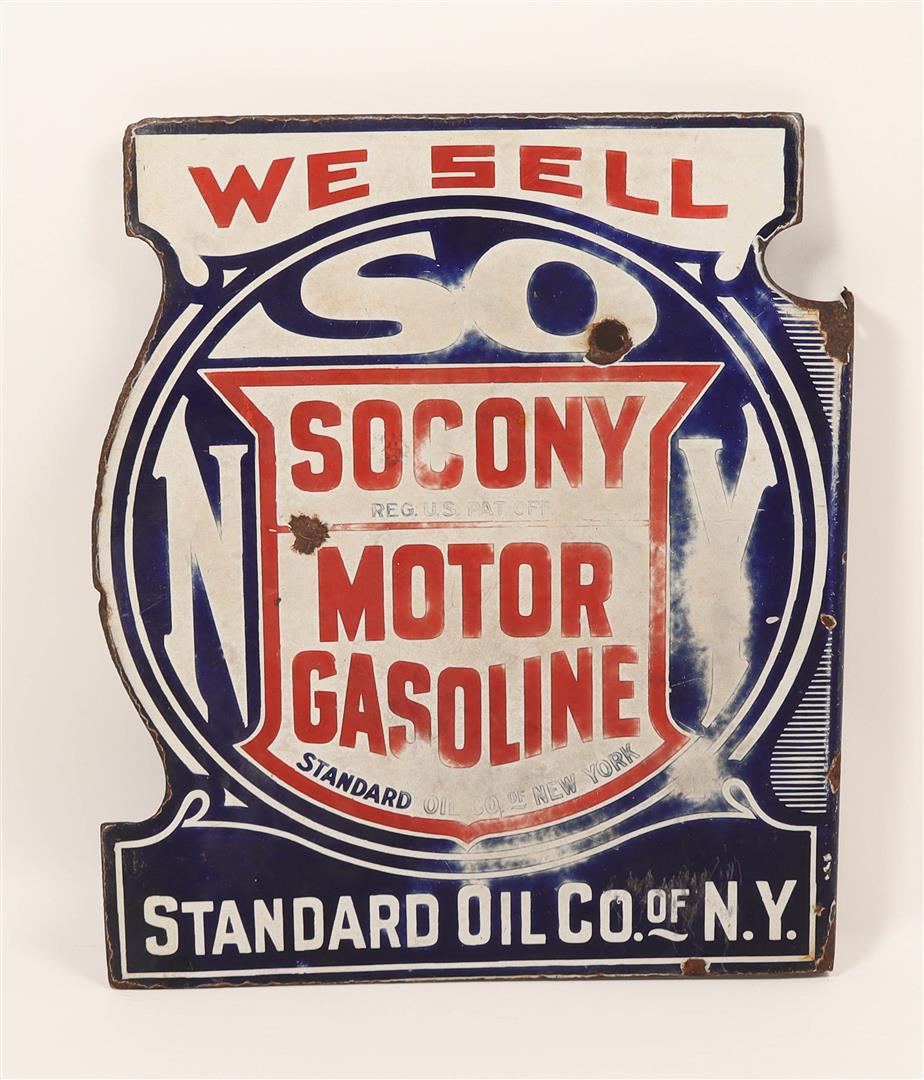 WE SELL
SO
N Y
SOCONY
REG. U.S. PAT. OFF.
MOTOR
GASOLINE
STANDARD OIL CO. OF NEW YORK
STANDARD OIL CO. OF N.Y.